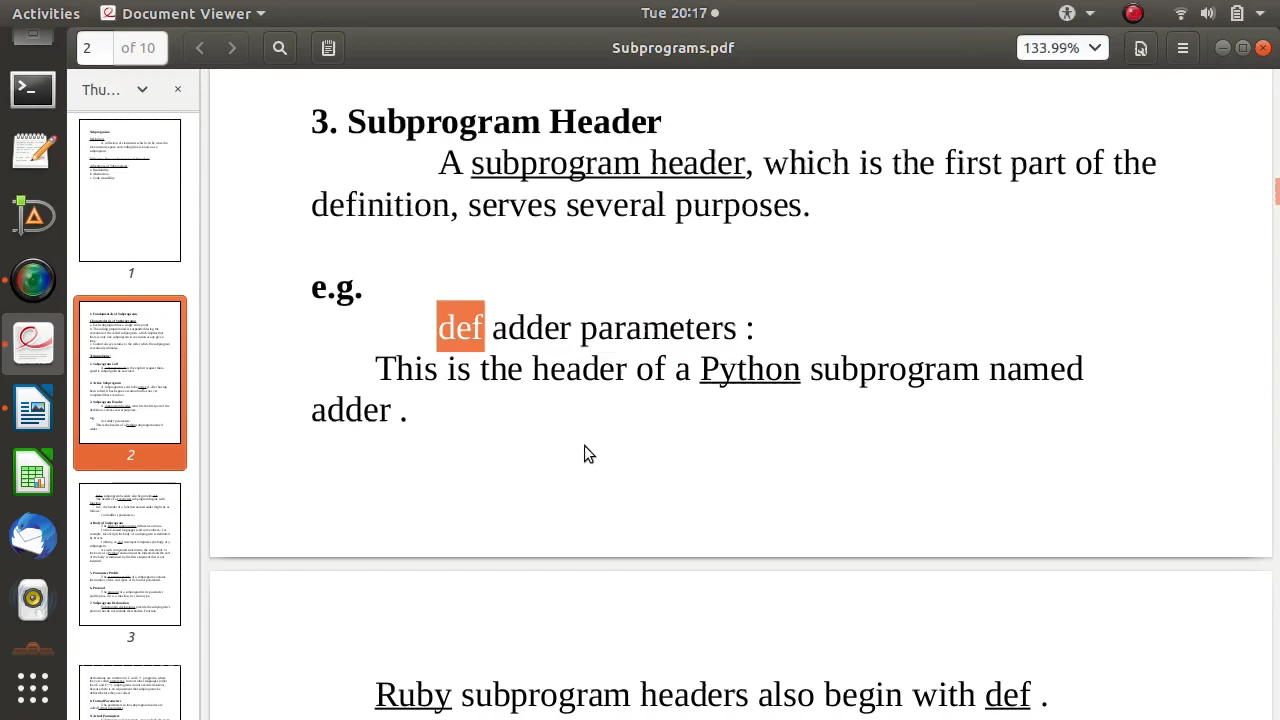 Activities
Document Viewer
Tue 20:17
2
of 10
Subprograms.pdf
133.99%
Thu...
1
2
3
3. Subprogram Header
A subprogram header, which is the first part of the
definition, serves several purposes.
e.g.
def adder parameters :
This is the header of a Python subprogram named
adder .
Ruby subprogram headers also begin with def .